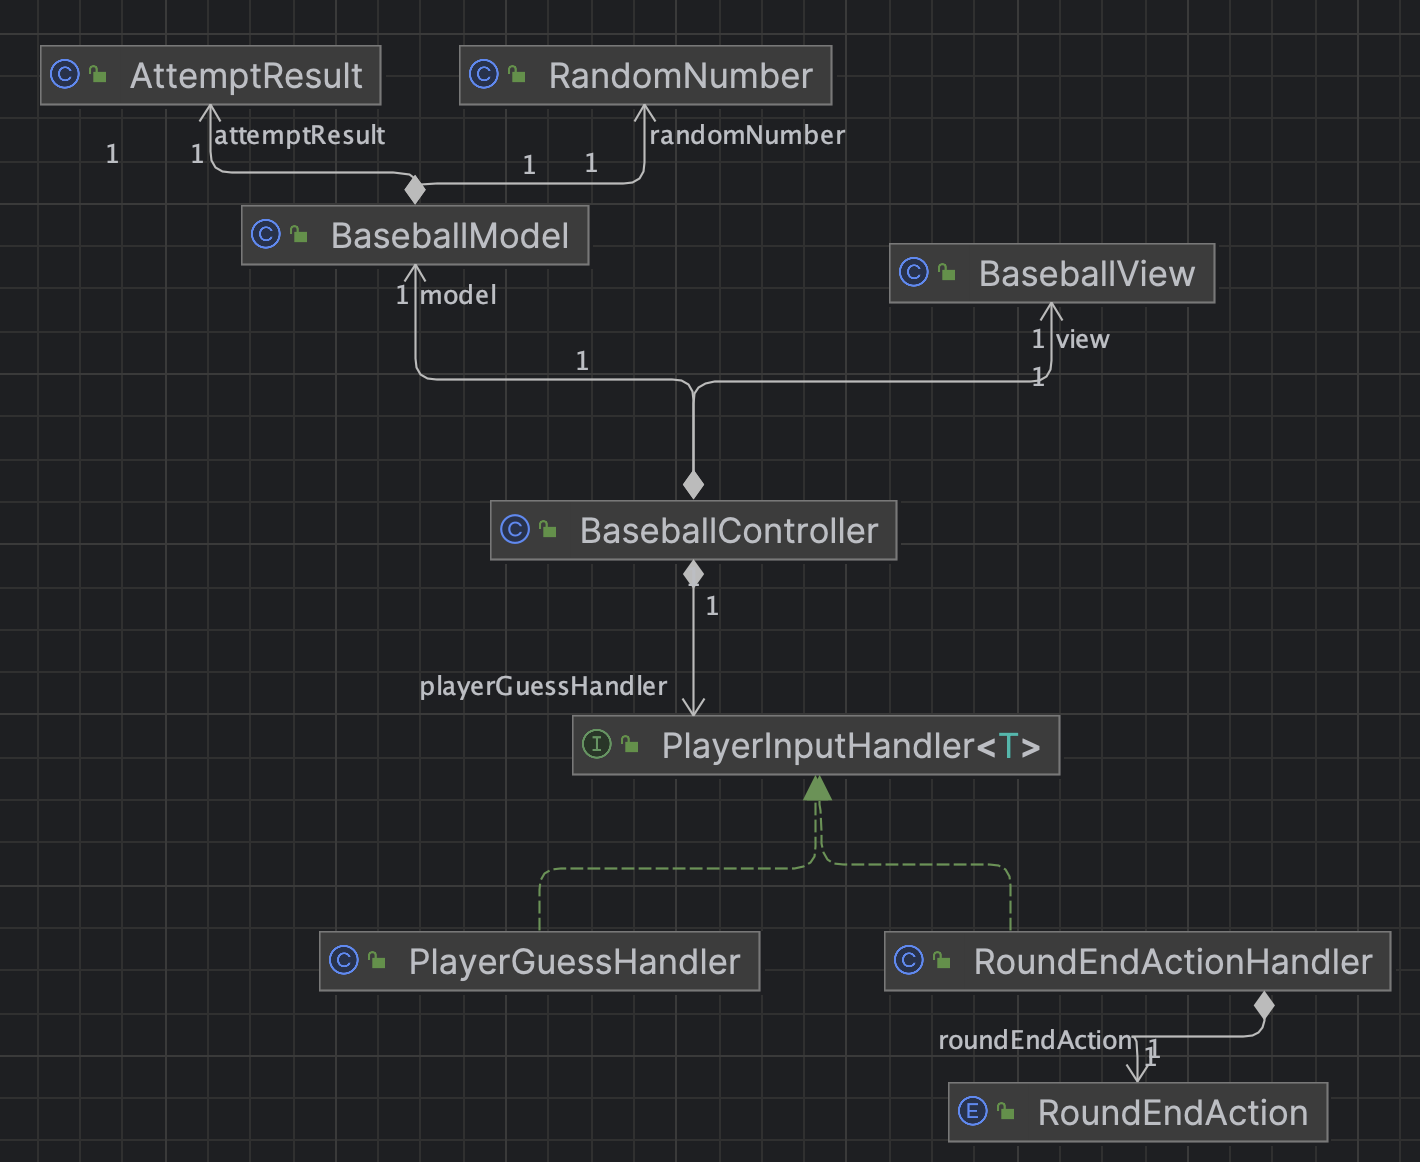 C AttemptResult
C RandomNumber
attemptResult
randomNumber
1
1
1
1
C BaseballModel
C BaseballView
1 model
1 view
1
1
C BaseballController
1
playerGuessHandler
I PlayerInputHandler<T>
C PlayerGuessHandler
C RoundEndActionHandler
roundEndAction
1
1
E RoundEndAction